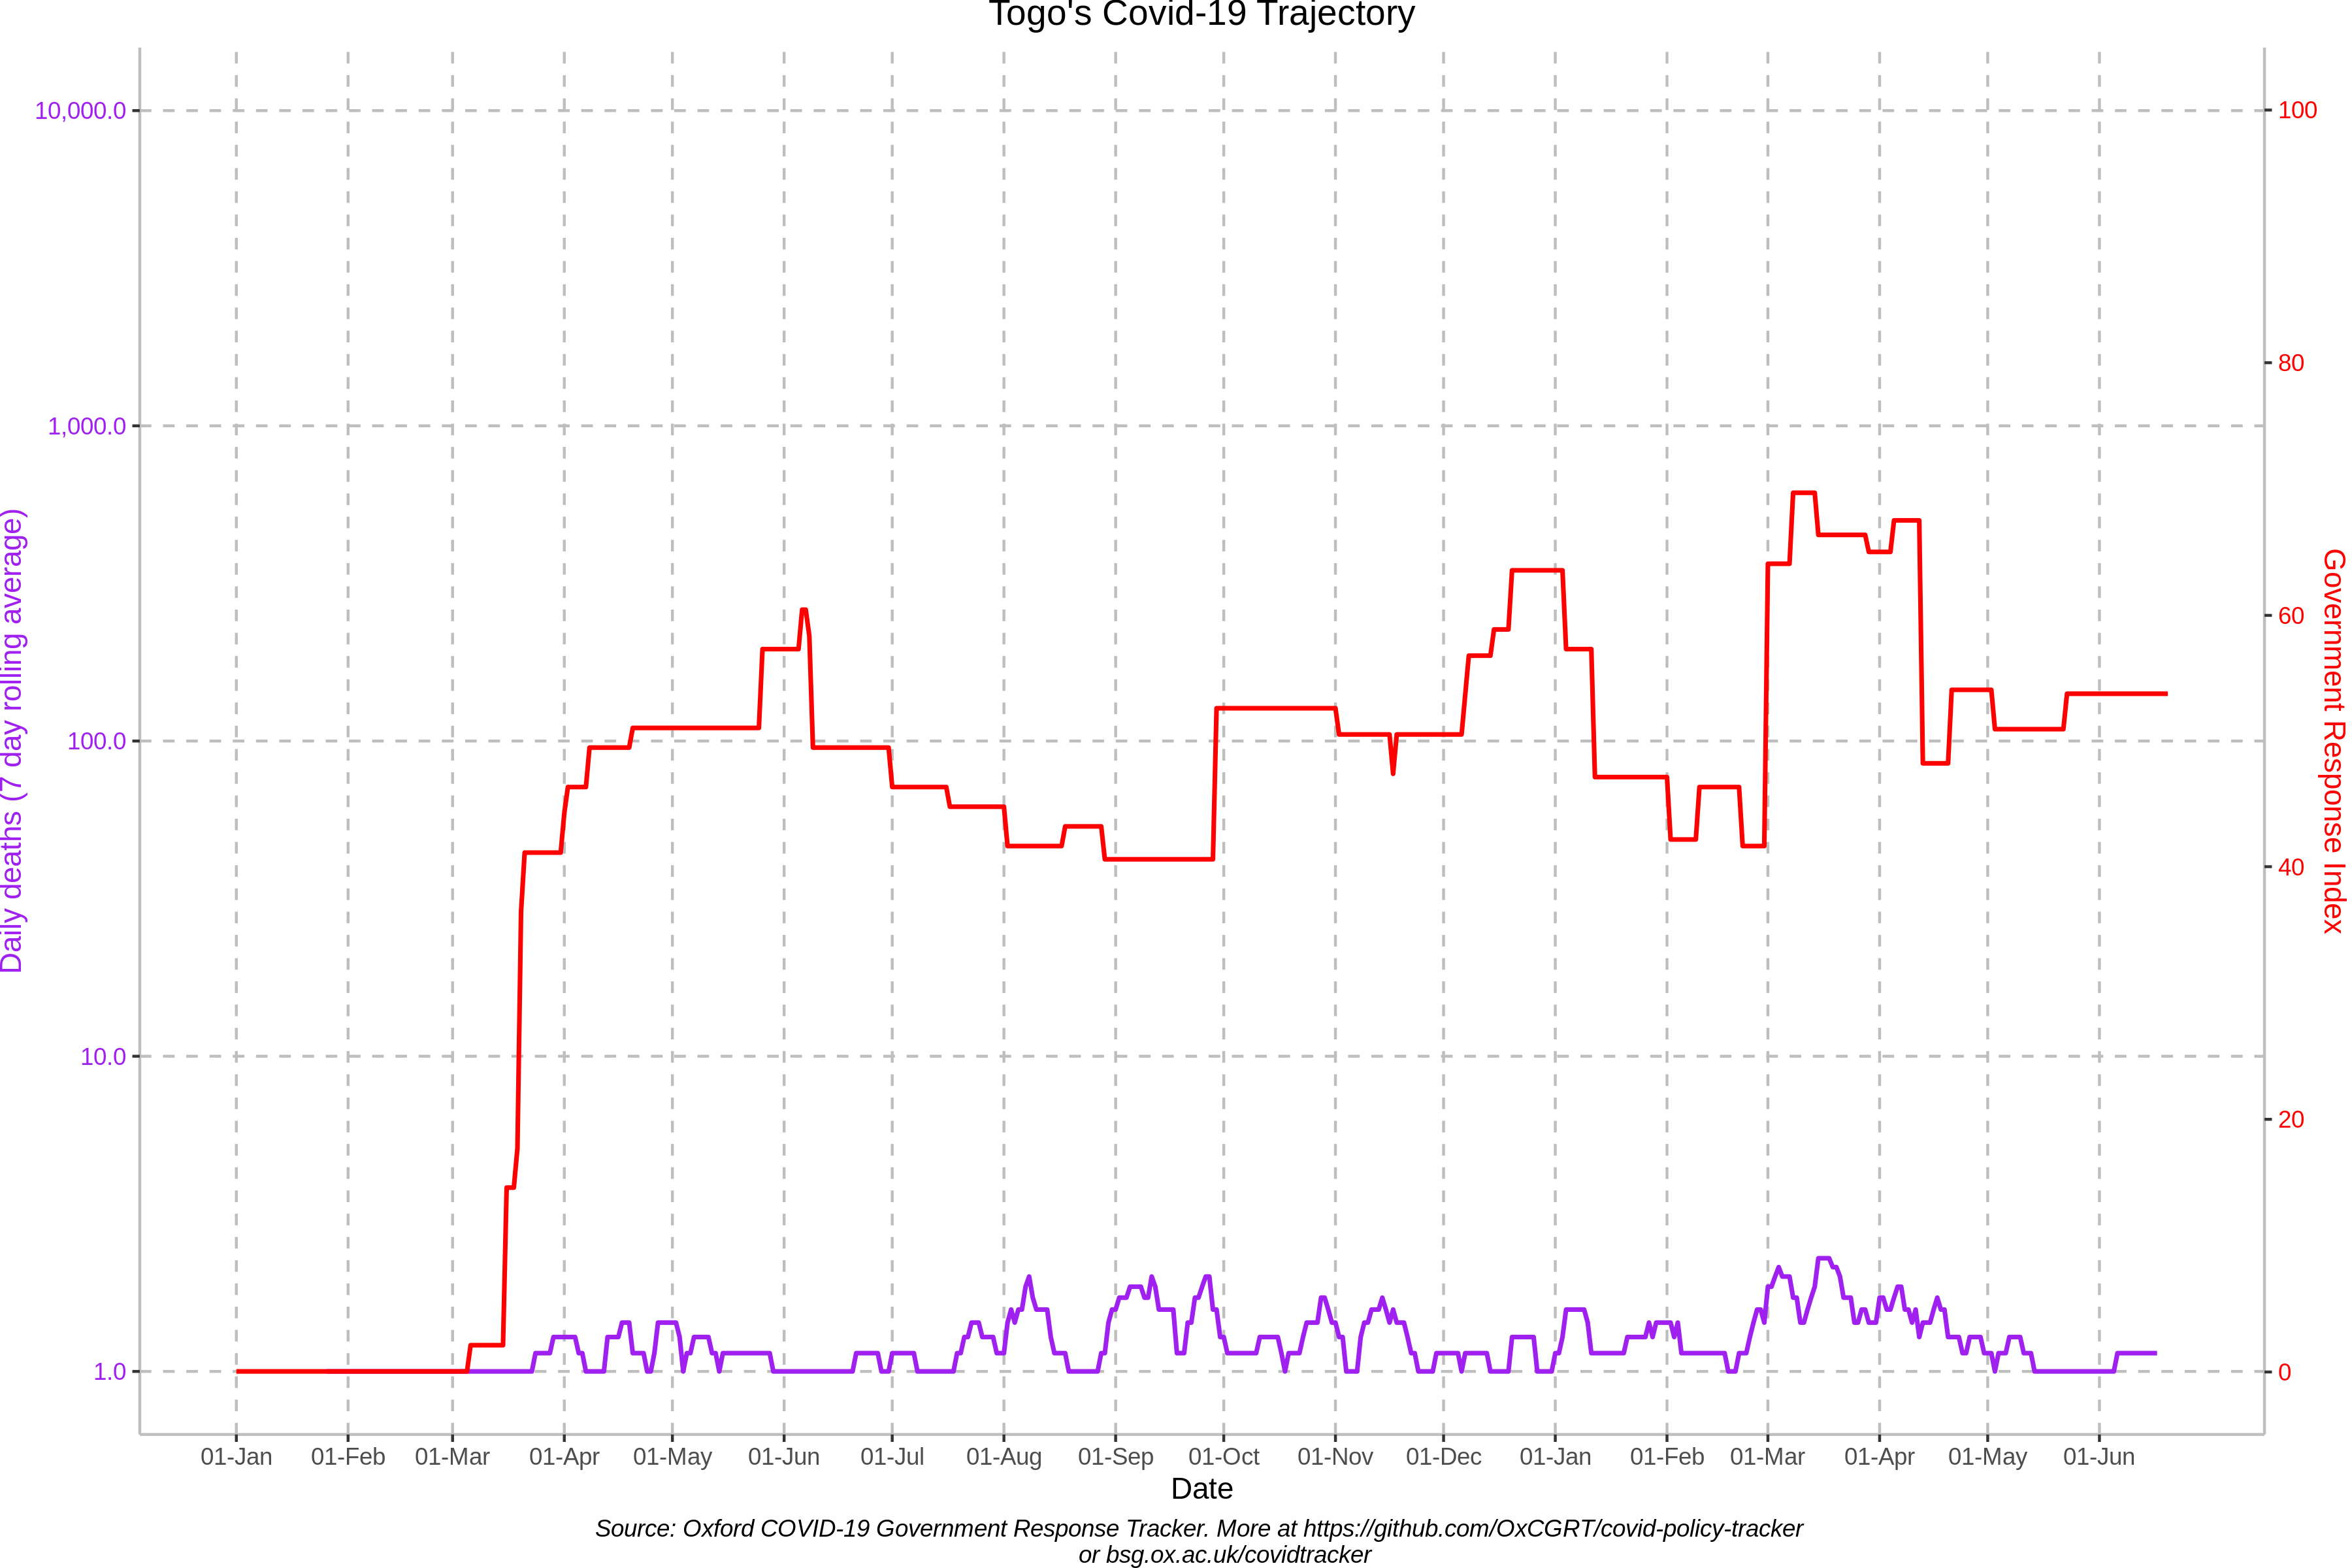 Togo's Covid-19 Trajectory
10,000.0
1,000.0
100.0
10.0
1.0
Daily deaths (7 day rolling average)
100
80
60
40
20
0
Government Response Index
01-Jan 01-Feb 01-Mar 01-Apr 01-May 01-Jun 01-Jul 01-Aug 01-Sep 01-Oct 01-Nov 01-Dec 01-Jan 01-Feb 01-Mar 01-Apr 01-May 01-Jun
Date
Source: Oxford COVID-19 Government Response Tracker. More at https://github.com/OxCGRT/covid-policy-tracker
or bsg.ox.ac.uk/covidtracker